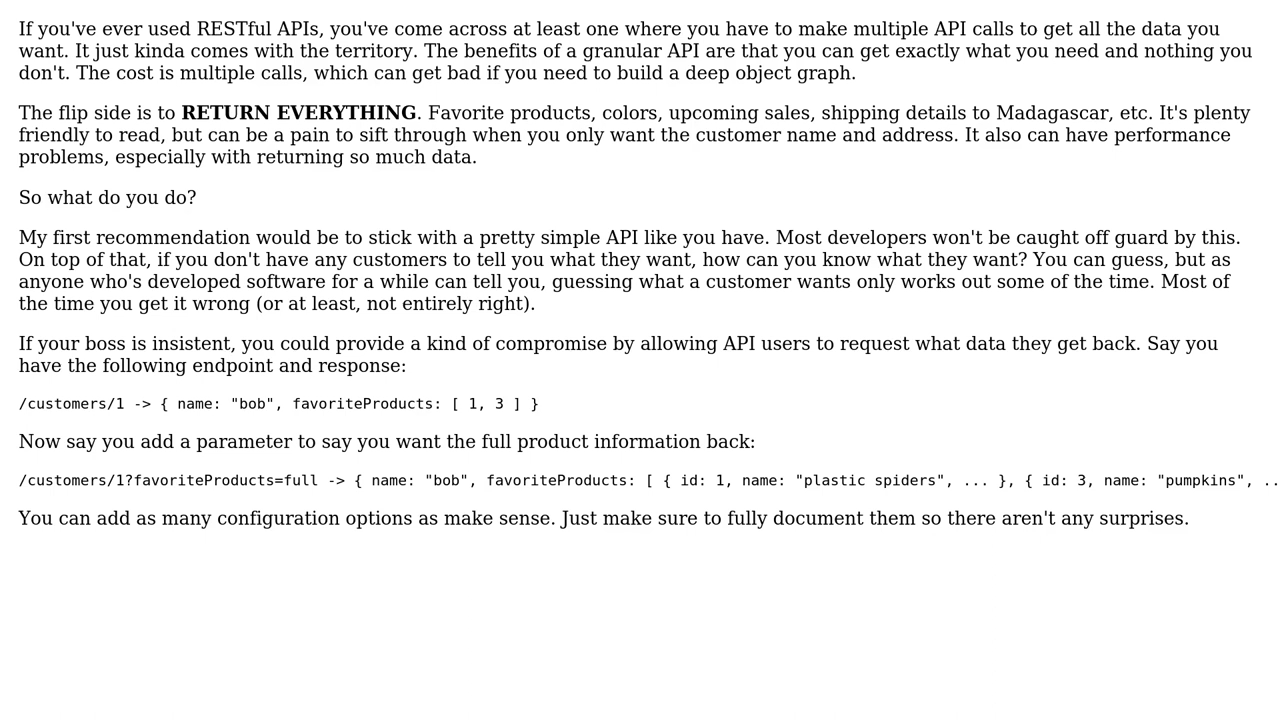 If you've ever used RESTful APIs, you've come across at least one where you have to make multiple API calls to get all the data you
want. It just kinda comes with the territory. The benefits of a granular API are that you can get exactly what you need and nothing you
don't. The cost is multiple calls, which can get bad if you need to build a deep object graph.
The flip side is to RETURN EVERYTHING. Favorite products, colors, upcoming sales, shipping details to Madagascar, etc. It's plenty
friendly to read, but can be a pain to sift through when you only want the customer name and address. It also can have performance
problems, especially with returning so much data.
So what do you do?
My first recommendation would be to stick with a pretty simple API like you have. Most developers won't be caught off guard by this.
On top of that, if you don't have any customers to tell you what they want, how can you know what they want? You can guess, but as
anyone who's developed software for a while can tell you, guessing what a customer wants only works out some of the time. Most of
the time you get it wrong (or at least, not entirely right).
If your boss is insistent, you could provide a kind of compromise by allowing API users to request what data they get back. Say you
have the following endpoint and response:
/customers/1 -> { name: "bob", favoriteProducts: [ 1, 3 ] }
Now say you add a parameter to say you want the full product information back:
/customers/1?favoriteProducts=full -> { name: "bob", favoriteProducts: [ { id: 1, name: "plastic spiders", ... }, { id: 3, name: "pumpkins", ..
You can add as many configuration options as make sense. Just make sure to fully document them so there aren't any surprises.